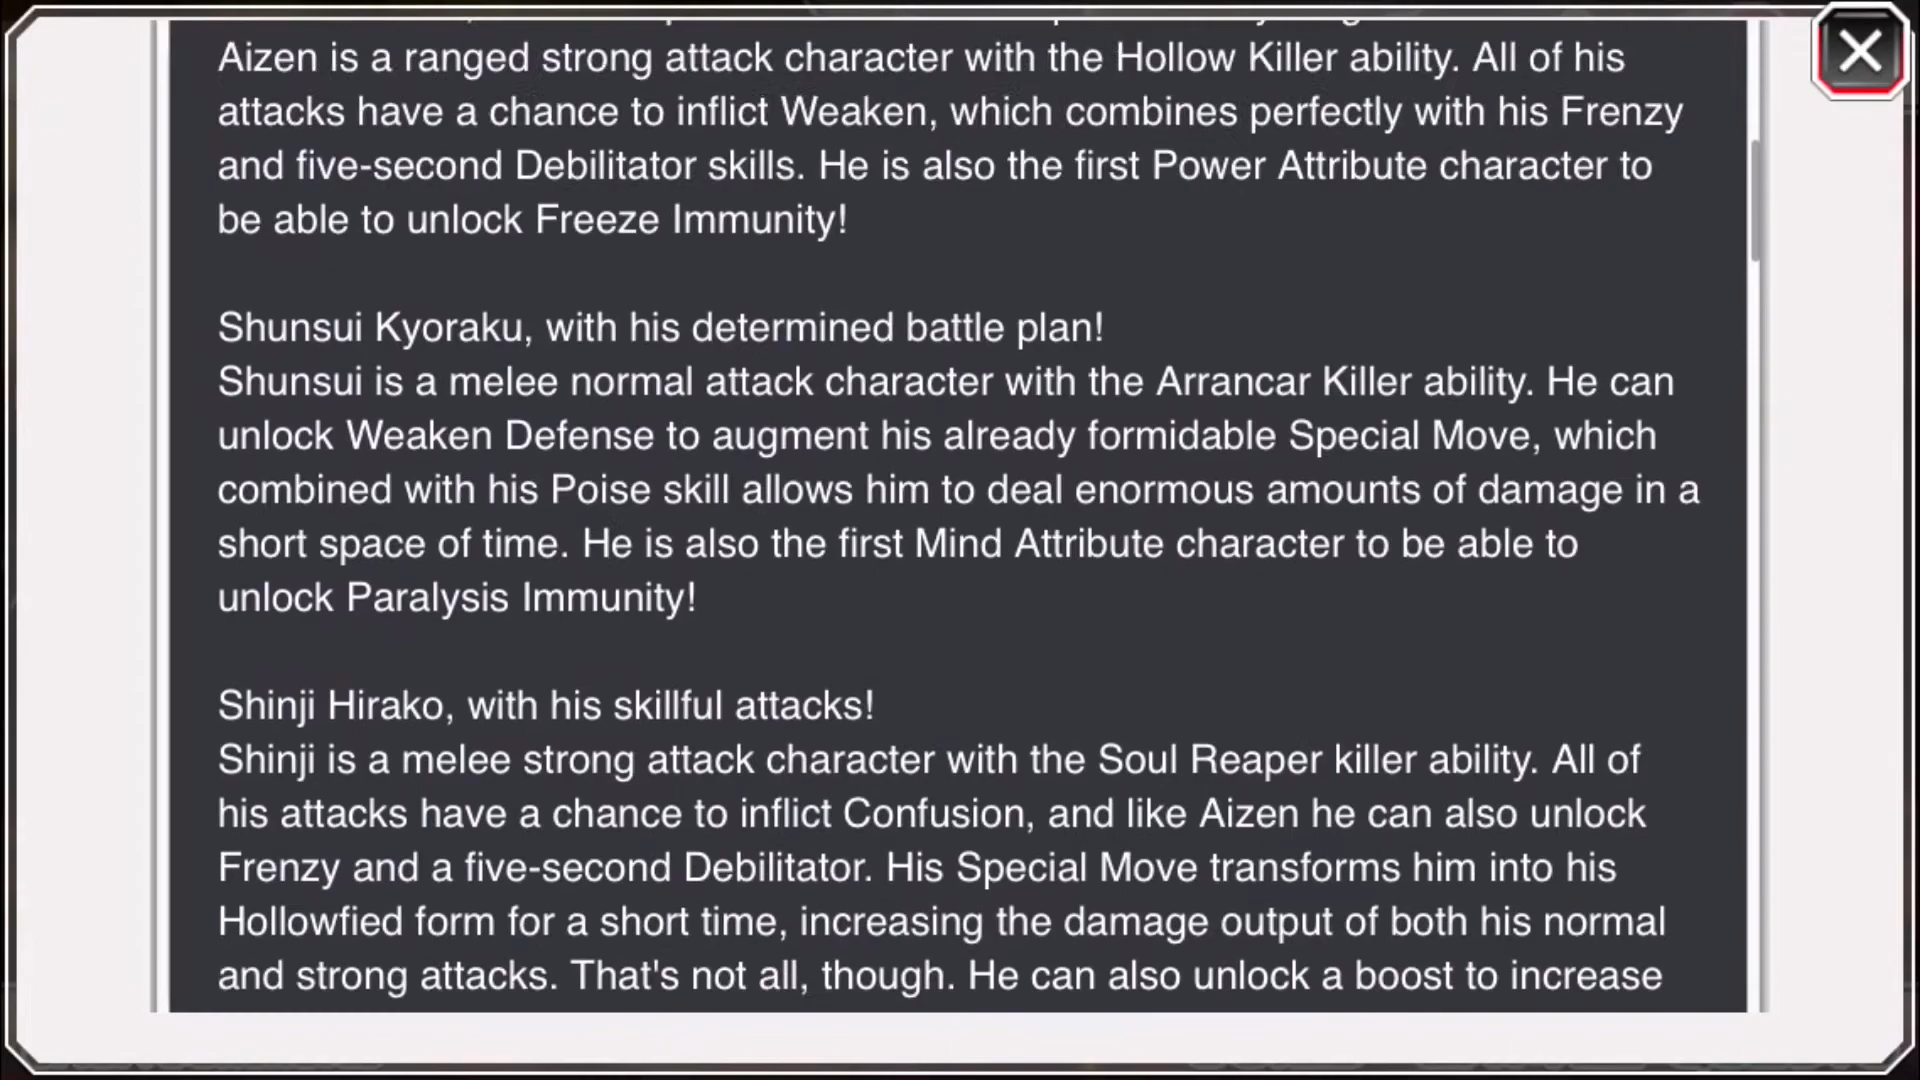 Aizen is a ranged strong attack character with the Hollow Killer ability. All of his
attacks have a chance to inflict Weaken, which combines perfectly with his Frenzy
and five-second Debilitator skills. He is also the first Power Attribute character to
be able to unlock Freeze Immunity!
Shunsui Kyoraku, with his determined battle plan!
Shunsui is a melee normal attack character with the Arrancar Killer ability. He can
unlock Weaken Defense to augment his already formidable Special Move, which
combined with his Poise skill allows him to deal enormous amounts of damage in a
short space of time. He is also the first Mind Attribute character to be able to
unlock Paralysis Immunity!
Shinji Hirako, with his skillful attacks!
Shinji is a melee strong attack character with the Soul Reaper killer ability. All of
his attacks have a chance to inflict Confusion, and like Aizen he can also unlock
Frenzy and a five-second Debilitator. His Special Move transforms him into his
Hollowfied form for a short time, increasing the damage output of both his normal
and strong attacks. That's not all, though. He can also unlock a boost to increase